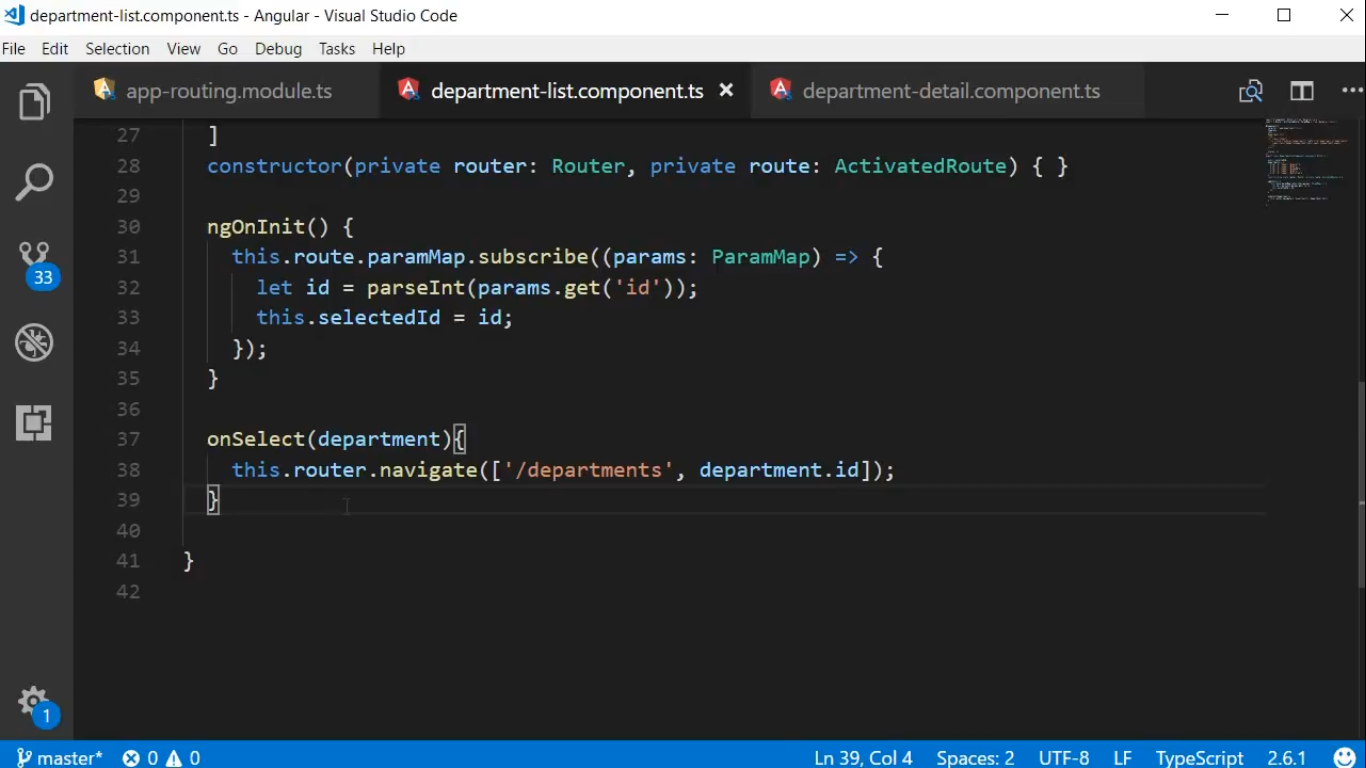 department-list.component.ts - Angular - Visual Studio Code
File Edit Selection View Go Debug Tasks Help
app-routing.module.ts department-list.component.ts department-detail.component.ts
27 ]
28 constructor(private router: Router, private route: ActivatedRoute) { }
29
30 ngOnInit() {
31 this.route.paramMap.subscribe((params: ParamMap) => {
32 let id = parseInt(params.get('id'));
33 this.selectedId = id;
34 });
35 }
36
37 onSelect(department){
38 this.router.navigate(['/departments', department.id]);
39 }
40
41 }
42
33
1
master* 0 0 Ln 39, Col 4 Spaces: 2 UTF-8 LF TypeScript 2.6.1